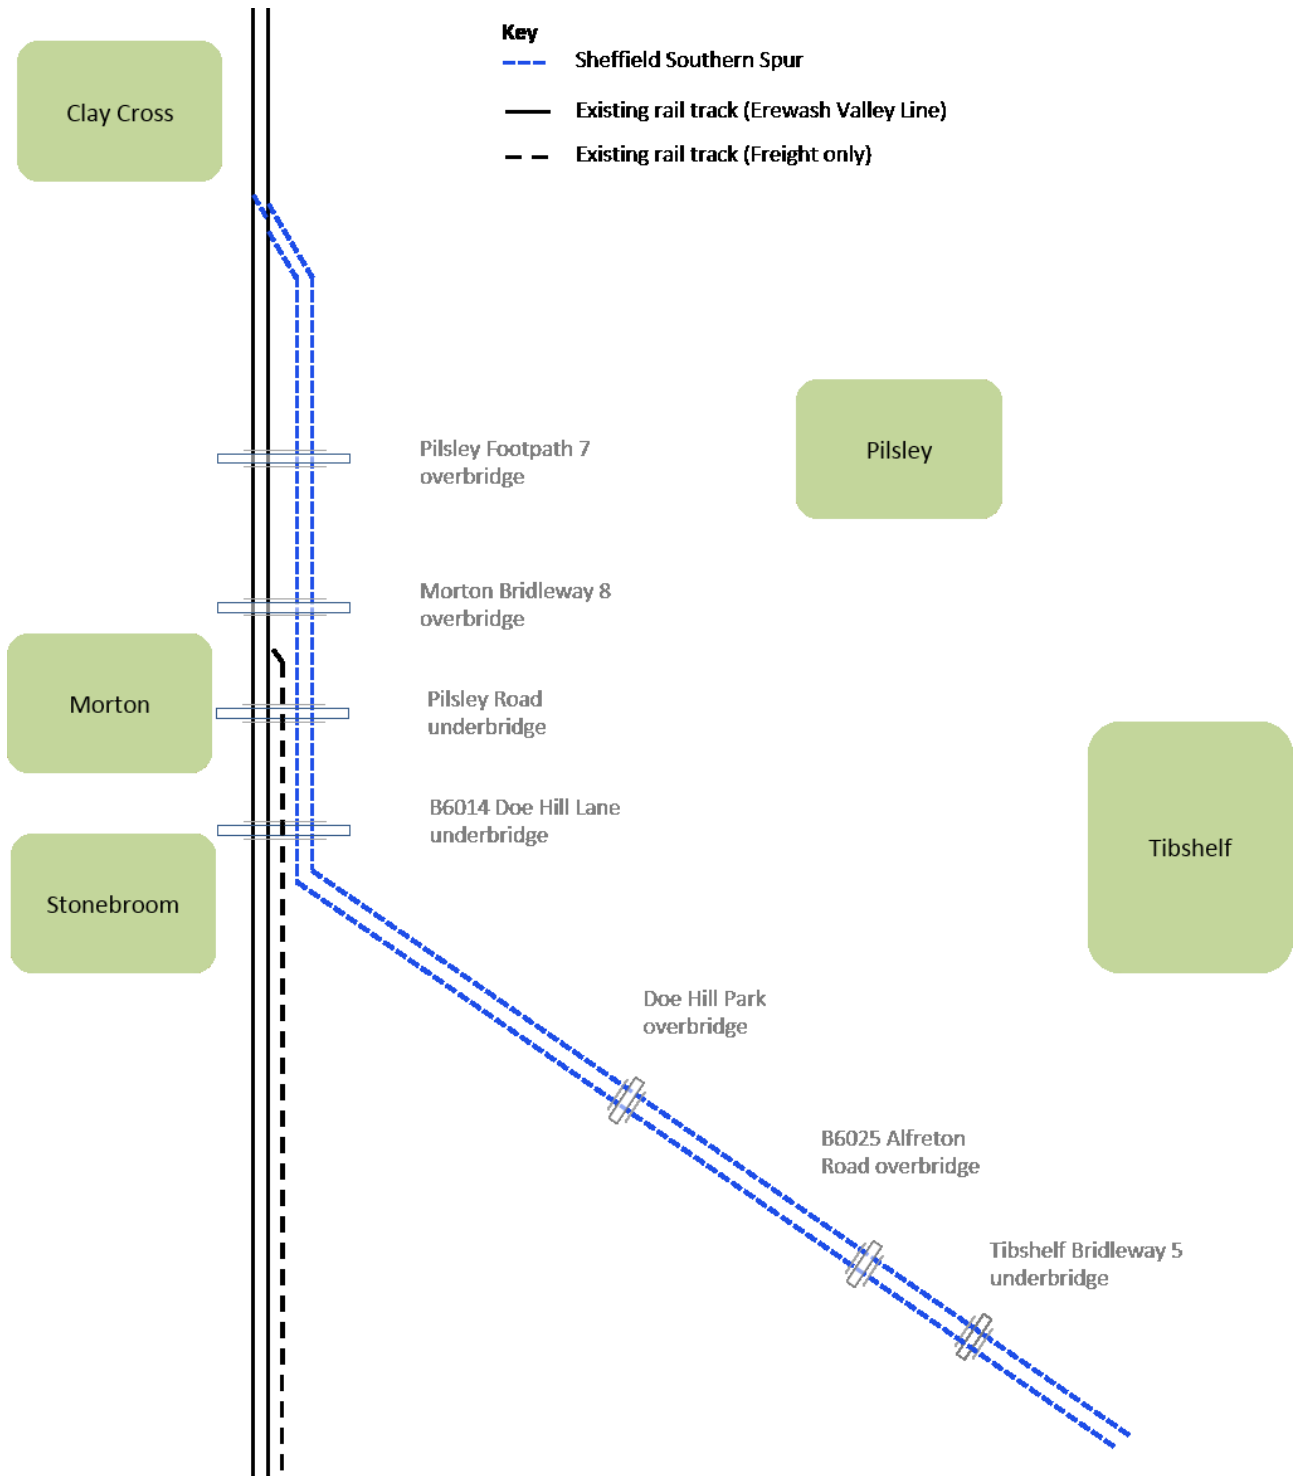 Key
Sheffield Southern Spur
Existing rail track (Erewash Valley Line)
Existing rail track (Freight only)
Clay Cross
Pilsley Footpath 7
overbridge
Pilsley
Morton Bridleway 8
overbridge
Morton
Pilsley Road
underbridge
B6014 Doe Hill Lane
underbridge
Tibshelf
Stonebroom
Doe Hill Park
overbridge
B6025 Alfreton
Road overbridge
Tibshelf Bridleway 5
underbridge